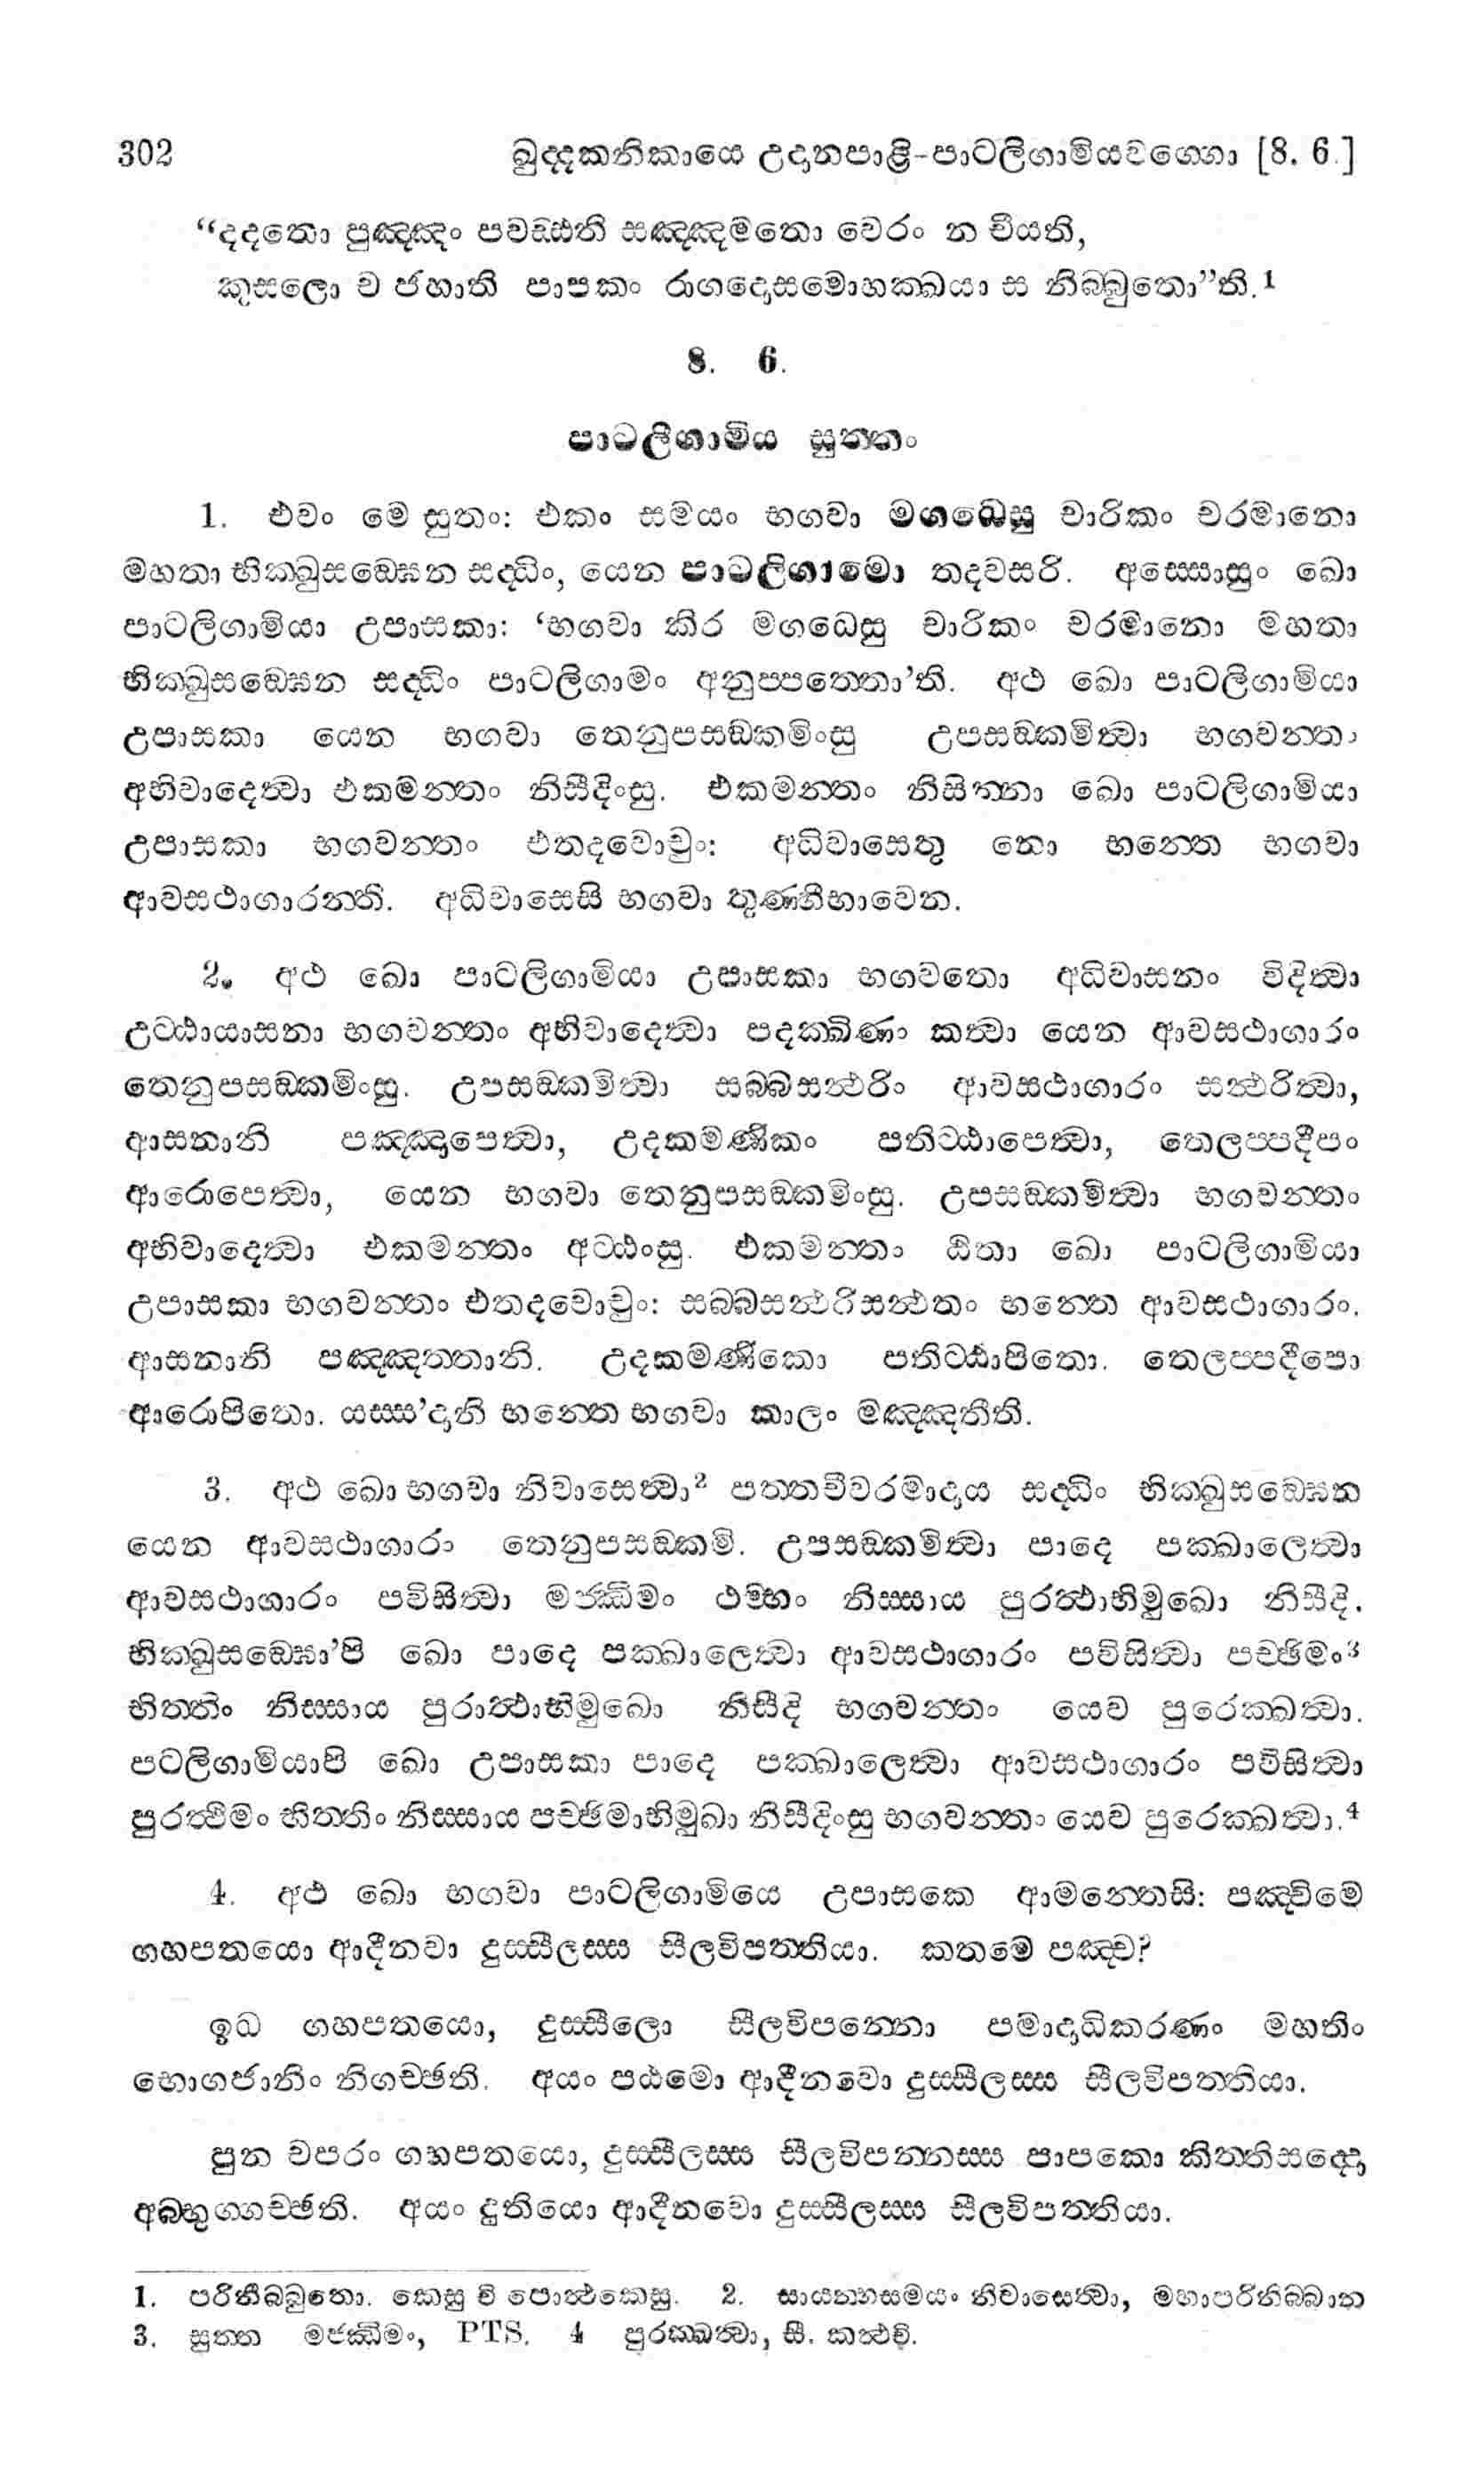 302 ඛුද්දකනිකායෙ උදානපාළි-පාටලිගාමියවග්ගො [8. 6.]
“දදතො පුඤ්ඤං පවඩ්ඪති සඤ්ඤමතො වෙරං න චීයති,
කුසලො ච ජහාති පාපකං රාගදොසමොහක්ඛයා ස නිබ්බුතො”ති.1
8. 6.
පාටලිගාමිය සුත්තං
1. එවං මෙ සුතං: එකං සමයං භගවා මගධෙසු චාරිකං චරමානො
මහතා භික්ඛුසඞ්ඝෙන සද්ධිං, යෙන පාටලිගාමො තදවසරි. අස්සොසුං ඛො
පාටලිගාමියා උපාසකා: ‘භගවා කිර මගධෙසු චාරිකං චරමානො මහතා
භික්ඛුසඞ්ඝෙන සද්ධිං පාටලිගාමං අනුප්පත්තො’ති. අථ ඛො පාටලිගාමියා
උපාසකා යෙන භගවා තෙනුපසඞ්කමිංසු උපසඞ්කමිත්වා භගවන්තං
අභිවාදෙත්වා එකමන්තං නිසීදිංසු. එකමන්තං නිසින්නා ඛො පාටලිගාමියා
උපාසකා භගවන්තං එතදවොචුං: අධිවාසෙතු නො භන්තෙ භගවා
ආවසථාගාරන්ති. අධිවාසෙසි භගවා තුණ්හීභාවෙන.
2. අථ ඛො පාටලිගාමියා උපාසකා භගවතො අධිවාසනං විදිත්වා
උට්ඨායාසනා භගවන්තං අභිවාදෙත්වා පදක්ඛිණං කත්වා යෙන ආවසථාගාරං
තෙනුපසඞ්කමිංසු. උපසඞ්කමිත්වා සබ්බසන්ථරිං ආවසථාගාරං සන්ථරිත්වා,
ආසනානි පඤ්ඤාපෙත්වා, උදකමණිකං පතිට්ඨාපෙත්වා, තෙලප්පදීපං
ආරොපෙත්වා, යෙන භගවා තෙනුපසඞ්කමිංසු. උපසඞ්කමිත්වා භගවන්තං
අභිවාදෙත්වා එකමන්තං අට්ඨංසු. එකමන්තං ඨිතා ඛො පාටලිගාමියා
උපාසකා භගවන්තං එතදවොචුං: සබ්බසන්ථරිසන්ථතං භන්තෙ ආවසථාගාරං.
ආසනානි පඤ්ඤත්තානි. උදකමණිකො පතිට්ඨාපිතො. තෙලප්පදීපො
ආරොපිතො. යස්ස’දානි භන්තෙ භගවා කාලං මඤ්ඤතීති.
3. අථ ඛො භගවා නිවාසෙත්වා2 පත්තචීවරමාදාය සද්ධිං භික්ඛුසඞ්ඝෙන
යෙන ආවසථාගාරං තෙනුපසඞ්කමි. උපසඞ්කමිත්වා පාදෙ පක්ඛාලෙත්වා
ආවසථාගාරං පවිසිත්වා මජ්ඣිමං ථම්භං නිස්සාය පුරත්ථාභිමුඛො නිසීදි.
භික්ඛුසඞ්ඝො’පි ඛො පාදෙ පක්ඛාලෙත්වා ආවසථාගාරං පවිසිත්වා පච්ඡිමං3
භිත්තිං නිස්සාය පුරාත්ථාභිමුඛො නිසීදි භගවන්තං යෙව පුරෙක්ඛත්වා.
පටලිගාමියාපි ඛො උපාසකා පාදෙ පක්ඛාලෙත්වා ආවසථාගාරං පවිසිත්වා
පුරත්ථිමං භිත්තිං නිස්සාය පච්ඡිමාභිමුඛා නිසීදිංසු භගවන්තං යෙව පුරෙක්ඛත්වා.4
4. අථ ඛො භගවා පාටලිගාමියෙ උපාසකෙ ආමන්තෙසි: පඤ්චිමෙ
ගහපතයො ආදීනවා දුස්සීලස්ස සීලවිපත්තියා. කතමෙ පඤ්ච?
ඉධ ගහපතයො, දුස්සීලො සීලවිපන්නො පමාදාධිකරණං මහතිං
භොගජානිං නිගච්ඡති. අයං පඨමො ආදීනවො දුස්සීලස්ස සීලවිපත්තියා.
පුන චපරං ගහපතයො, දුස්සීලස්ස සීලවිපන්නස්ස පාපකො කිත්තිසද්දො,
අබ්භුග්ගච්ඡති. අයං දුතියො ආදීනවො දුස්සීලස්ස සීලවිපත්තියා.
1. පරිනිබ්බුතො. කෙසු චි පොත්ථකෙසු. 2. සායන්හසමයං නිවාසෙත්වා, මහාපරිනිබ්බාන
3. සුත්ත මජ්ඣිමං, PTS. 4 පුරක්ඛත්වා, සී. කත්ථචි.